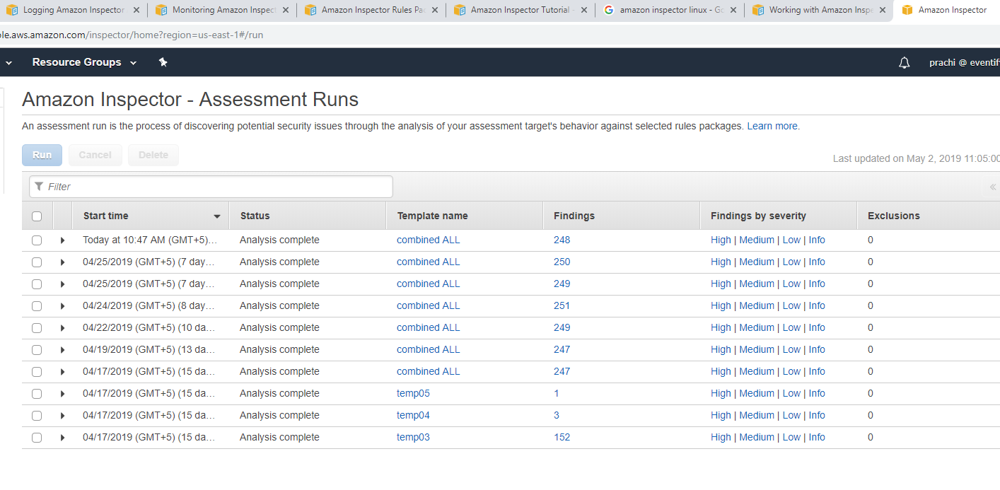 Logging Amazon Inspector
Monitoring Amazon Inspect
Amazon Inspector Rules Pac
Amazon Inspector Tutorial -
amazon inspector linux - Go
Working with Amazon Inspe
Amazon Inspector
ole.aws.amazon.com/inspector/home?region=us-east-1#/run
Resource Groups
prachi @ eventif
Amazon Inspector - Assessment Runs
An assessment run is the process of discovering potential security issues through the analysis of your assessment target's behavior against selected rules packages. Learn more.
Run Cancel Delete
Last updated on May 2, 2019 11:05:00
Filter
Start time Status Template name Findings Findings by severity Exclusions
Today at 10:47 AM (GMT+5)... Analysis complete combined ALL 248 High | Medium | Low | Info 0
04/25/2019 (GMT+5) (7 day... Analysis complete combined ALL 250 High | Medium | Low | Info 0
04/25/2019 (GMT+5) (7 day... Analysis complete combined ALL 249 High | Medium | Low | Info 0
04/24/2019 (GMT+5) (8 day... Analysis complete combined ALL 251 High | Medium | Low | Info 0
04/22/2019 (GMT+5) (10 da... Analysis complete combined ALL 249 High | Medium | Low | Info 0
04/19/2019 (GMT+5) (13 da... Analysis complete combined ALL 247 High | Medium | Low | Info 0
04/17/2019 (GMT+5) (15 da... Analysis complete combined ALL 247 High | Medium | Low | Info 0
04/17/2019 (GMT+5) (15 da... Analysis complete temp05 1 High | Medium | Low | Info 0
04/17/2019 (GMT+5) (15 da... Analysis complete temp04 3 High | Medium | Low | Info 0
04/17/2019 (GMT+5) (15 da... Analysis complete temp03 152 High | Medium | Low | Info 0